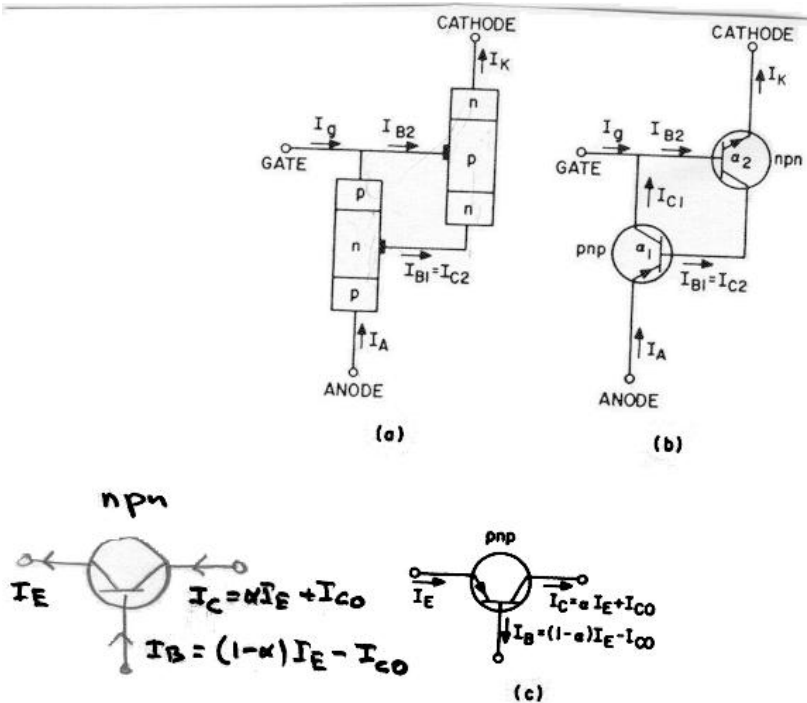 CATHODE
I_K
n
I_g
I_B2
GATE
p
p
n
n
I_B1=I_C2
p
I_A
ANODE
(a)
CATHODE
I_K
I_g
I_B2
α2
npn
GATE
I_C1
pnp
α1
I_B1=I_C2
I_A
ANODE
(b)
npn
I_E
I_C=αI_E+I_CO
I_B=(1-α)I_E-I_CO
pnp
I_E
I_C=αI_E+I_CO
I_B=(1-α)I_E-I_CO
(c)